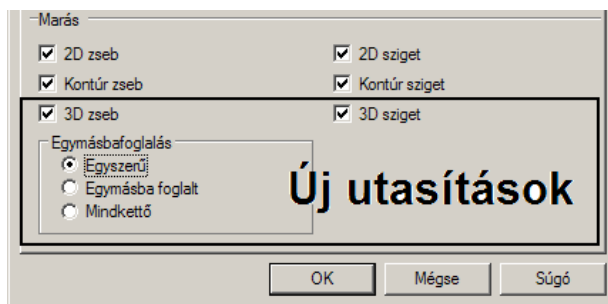 Marás
2D zseb 2D sziget
Kontúr zseb Kontúr sziget
3D zseb 3D sziget
Egymásbafoglalás
Egyszerű
Egymásba foglalt
Mindkettő
Új utasítások
OK Mégse Súgó